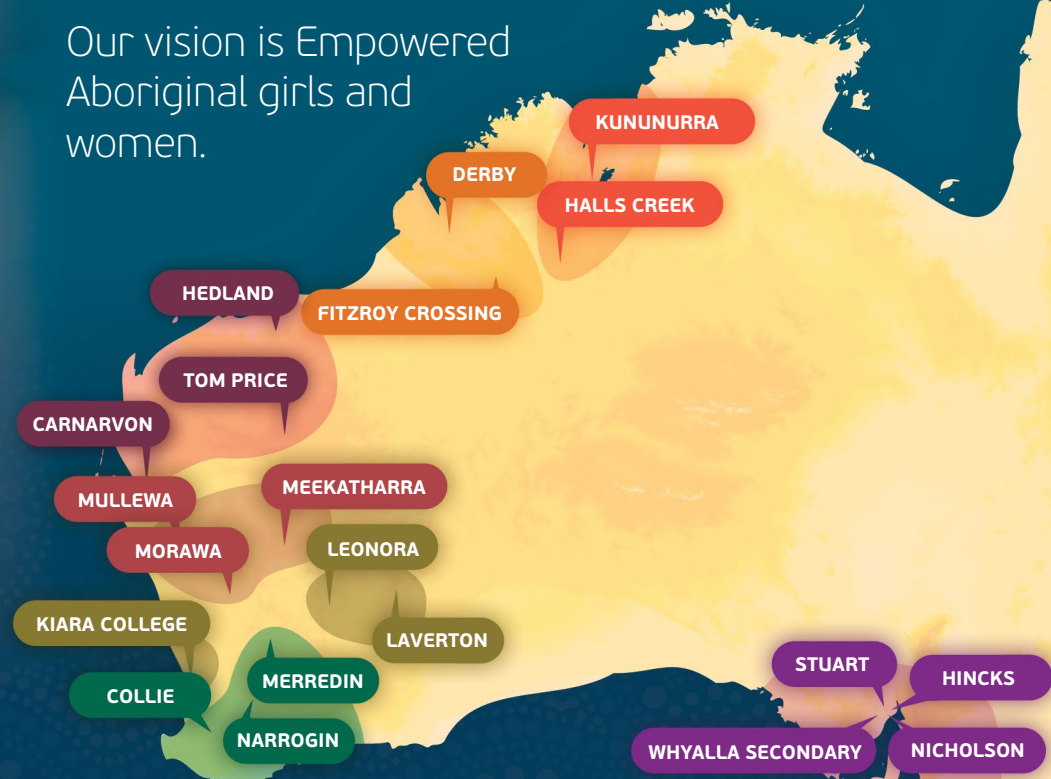 Our vision is Empowered
Aboriginal girls and
women.
KUNUNURRA
DERBY
HALLS CREEK
HEDLAND
FITZROY CROSSING
TOM PRICE
CARNARVON
MEEKATHARRA
MULLEWA
MORAWA
LEONORA
KIARA COLLEGE
LAVERTON
STUART
HINCKS
MERREDIN
COLLIE
NARROGIN
WHYALLA SECONDARY
NICHOLSON